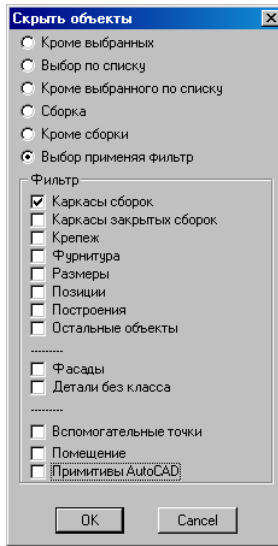 Скрыть объекты
Кроме выбранных
Выбор по списку
Кроме выбранного по списку
Сборка
Кроме сборки
Выбор применяя фильтр
Фильтр
Каркасы сборок
Каркасы закрытых сборок
Крепеж
Фурнитура
Размеры
Позиции
Построения
Остальные объекты
---------
Фасады
Детали без класса
---------
Вспомогательные точки
Помещение
Примитивы AutoCAD
OK Cancel